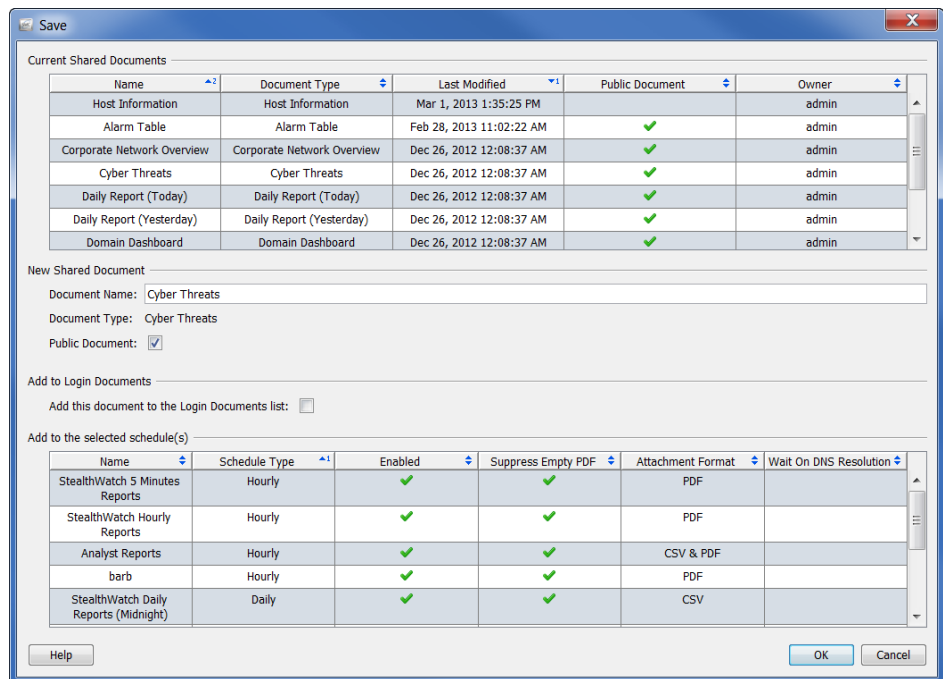 Save
Current Shared Documents
Name 2 Document Type Last Modified 1 Public Document Owner
Host Information Host Information Mar 1, 2013 1:35:25 PM admin
Alarm Table Alarm Table Feb 28, 2013 11:02:22 AM admin
Corporate Network Overview Corporate Network Overview Dec 26, 2012 12:08:37 AM admin
Cyber Threats Cyber Threats Dec 26, 2012 12:08:37 AM admin
Daily Report (Today) Daily Report (Today) Dec 26, 2012 12:08:37 AM admin
Daily Report (Yesterday) Daily Report (Yesterday) Dec 26, 2012 12:08:37 AM admin
Domain Dashboard Domain Dashboard Dec 26, 2012 12:08:37 AM admin
New Shared Document
Document Name: Cyber Threats
Document Type: Cyber Threats
Public Document:
Add to Login Documents
Add this document to the Login Documents list:
Add to the selected schedule(s)
Name Schedule Type 1 Enabled Suppress Empty PDF Attachment Format Wait On DNS Resolution
StealthWatch 5 Minutes Hourly PDF
Reports
StealthWatch Hourly Hourly PDF
Reports
Analyst Reports Hourly CSV & PDF
barb Hourly PDF
StealthWatch Daily Daily CSV
Reports (Midnight)
Help OK Cancel